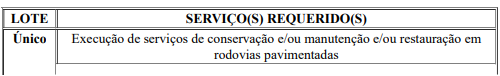 LOTE SERVIÇO(S) REQUERIDO(S)
Único Execução de serviços de conservação e/ou manutenção e/ou restauração em
rodovias pavimentadas